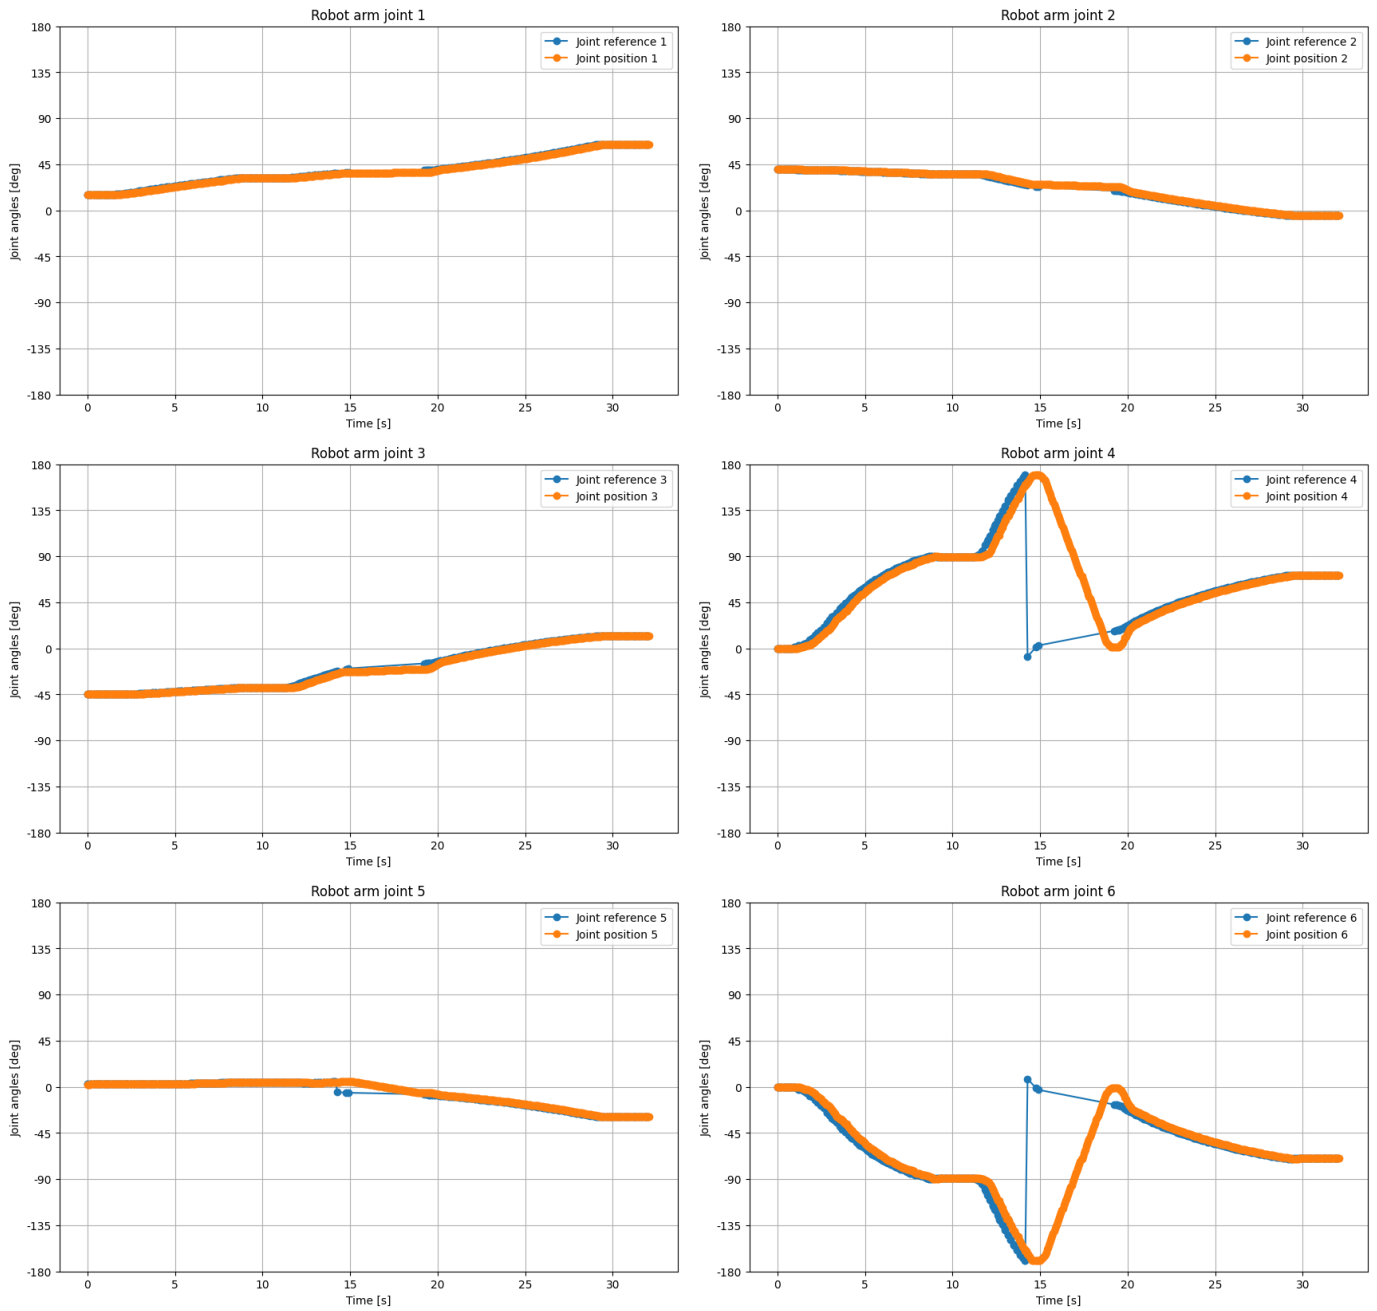 Robot arm joint 1
Joint reference 1
Joint position 1
Joint angles [deg]
180
135
90
45
0
-45
-90
-135
-180
0 5 10 15 20 25 30
Time [s]
Robot arm joint 2
Joint reference 2
Joint position 2
Joint angles [deg]
180
135
90
45
0
-45
-90
-135
-180
0 5 10 15 20 25 30
Time [s]
Robot arm joint 3
Joint reference 3
Joint position 3
Joint angles [deg]
180
135
90
45
0
-45
-90
-135
-180
0 5 10 15 20 25 30
Time [s]
Robot arm joint 4
Joint reference 4
Joint position 4
Joint angles [deg]
180
135
90
45
0
-45
-90
-135
-180
0 5 10 15 20 25 30
Time [s]
Robot arm joint 5
Joint reference 5
Joint position 5
Joint angles [deg]
180
135
90
45
0
-45
-90
-135
-180
0 5 10 15 20 25 30
Time [s]
Robot arm joint 6
Joint reference 6
Joint position 6
Joint angles [deg]
180
135
90
45
0
-45
-90
-135
-180
0 5 10 15 20 25 30
Time [s]